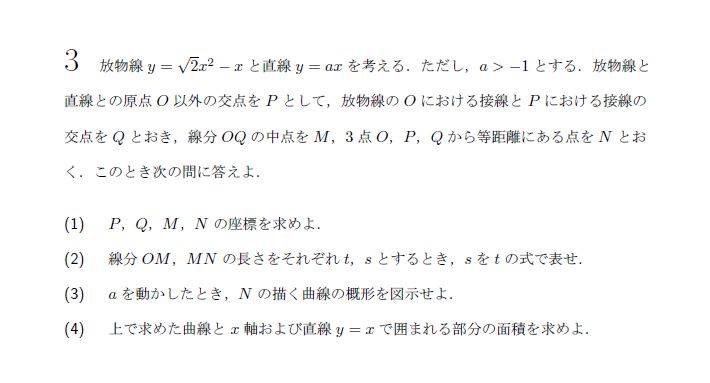 3 放物線 y = √2x² − x と直線 y = ax を考える．ただし，a > −1 とする．放物線と
直線との原点 O 以外の交点を P として，放物線の O における接線と P における接線の
交点を Q とおき，線分 OQ の中点を M，3 点 O，P，Q から等距離にある点を N とお
く．このとき次の問に答えよ．
(1) P，Q，M，N の座標を求めよ．
(2) 線分 OM，MN の長さをそれぞれ t，s とするとき，s を t の式で表せ．
(3) a を動かしたとき，N の描く曲線の概形を図示せよ．
(4) 上で求めた曲線と x 軸および直線 y = x で囲まれる部分の面積を求めよ．